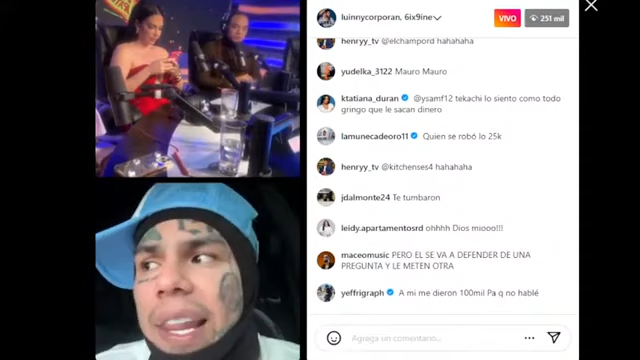 luinnycorporan, 6ix9ine
VIVO
251 mil
henryy_tv @elchampord hahahaha
yudelka_3122 Mauro Mauro
ktatiana_duran @ysamf12 tekachi lo siento como todo
gringo que le sacan dinero
lamunecadeoro11 Quien se robó lo 25k
henryy_tv @kitchenses4 hahahaha
jdalmonte24 Te tumbaron
leidy.apartamentosrd ohhhh Dios miooo!!!
maceomusic PERO EL SE VA A DEFENDER DE UNA
PREGUNTA Y LE METEN OTRA
yeffrigraph A mi me dieron 100mil Pa q no hablé
Agrega un comentario...